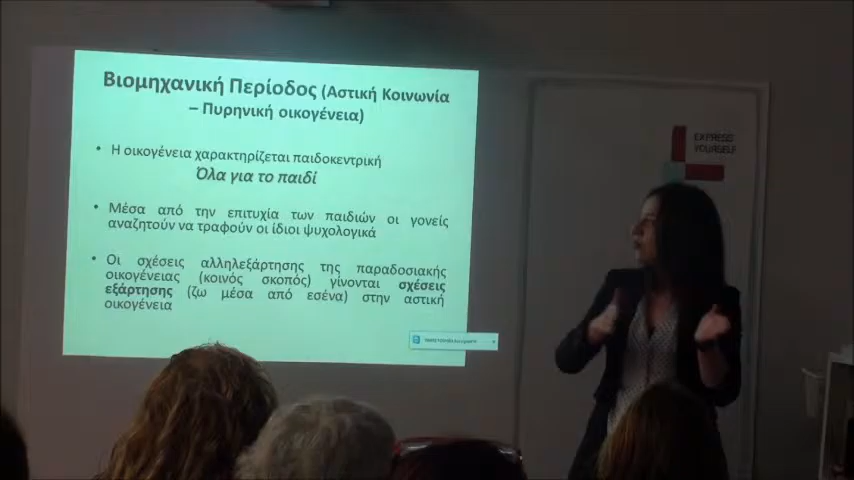 Βιομηχανική Περίοδος (Αστική Κοινωνία
– Πυρηνική οικογένεια)
• Η οικογένεια χαρακτηρίζεται παιδοκεντρική
Όλα για το παιδί
• Μέσα από την επιτυχία των παιδιών οι γονείς
αναζητούν να τραφούν οι ίδιοι ψυχολογικά
• Οι σχέσεις αλληλεξάρτησης της παραδοσιακής
οικογένειας (κοινός σκοπός) γίνονται σχέσεις
εξάρτησης (ζω μέσα από εσένα) στην αστική
οικογένεια
EXPRESS
YOURSELF